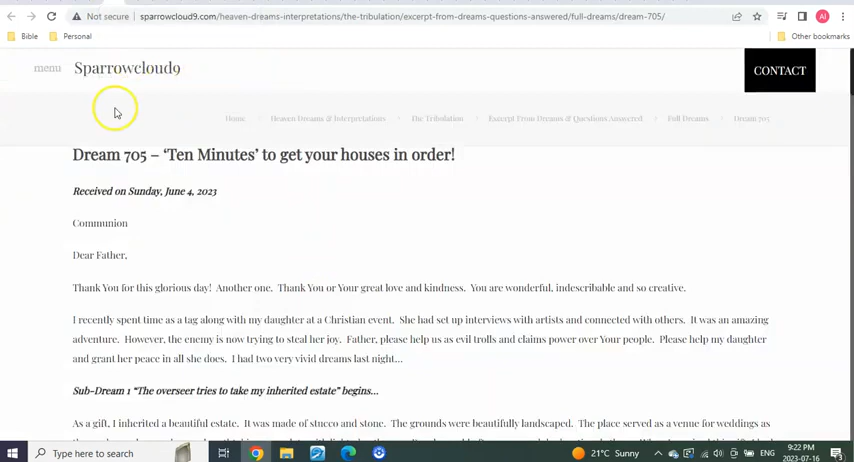 Not secure | sparrowcloud9.com/heaven-dreams-interpretations/the-tribulation/excerpt-from-dreams-questions-answered/full-dreams/dream-705/
AI
Bible Personal Other bookmarks
menu Sparrowcloud9 CONTACT
Home Heaven Dreams & Interpretations The Tribulation Excerpt From Dreams & Questions Answered Full Dreams Dream 705
Dream 705 – ‘Ten Minutes’ to get your houses in order!
Received on Sunday, June 4, 2023
Communion
Dear Father,
Thank You for this glorious day! Another one. Thank You or Your great love and kindness. You are wonderful, indescribable and so creative.
I recently spent time as a tag along with my daughter at a Christian event. She had set up interviews with artists and connected with others. It was an amazing
adventure. However, the enemy is now trying to steal her joy. Father, please help us as evil trolls and claims power over Your people. Please help my daughter
and grant her peace in all she does. I had two very vivid dreams last night…
Sub-Dream 1 “The overseer tries to take my inherited estate” begins…
As a gift, I inherited a beautiful estate. It was made of stucco and stone. The grounds were beautifully landscaped. The place served as a venue for weddings as
Type here to search 21°C Sunny ENG 9:22 PM
2023-07-16 3